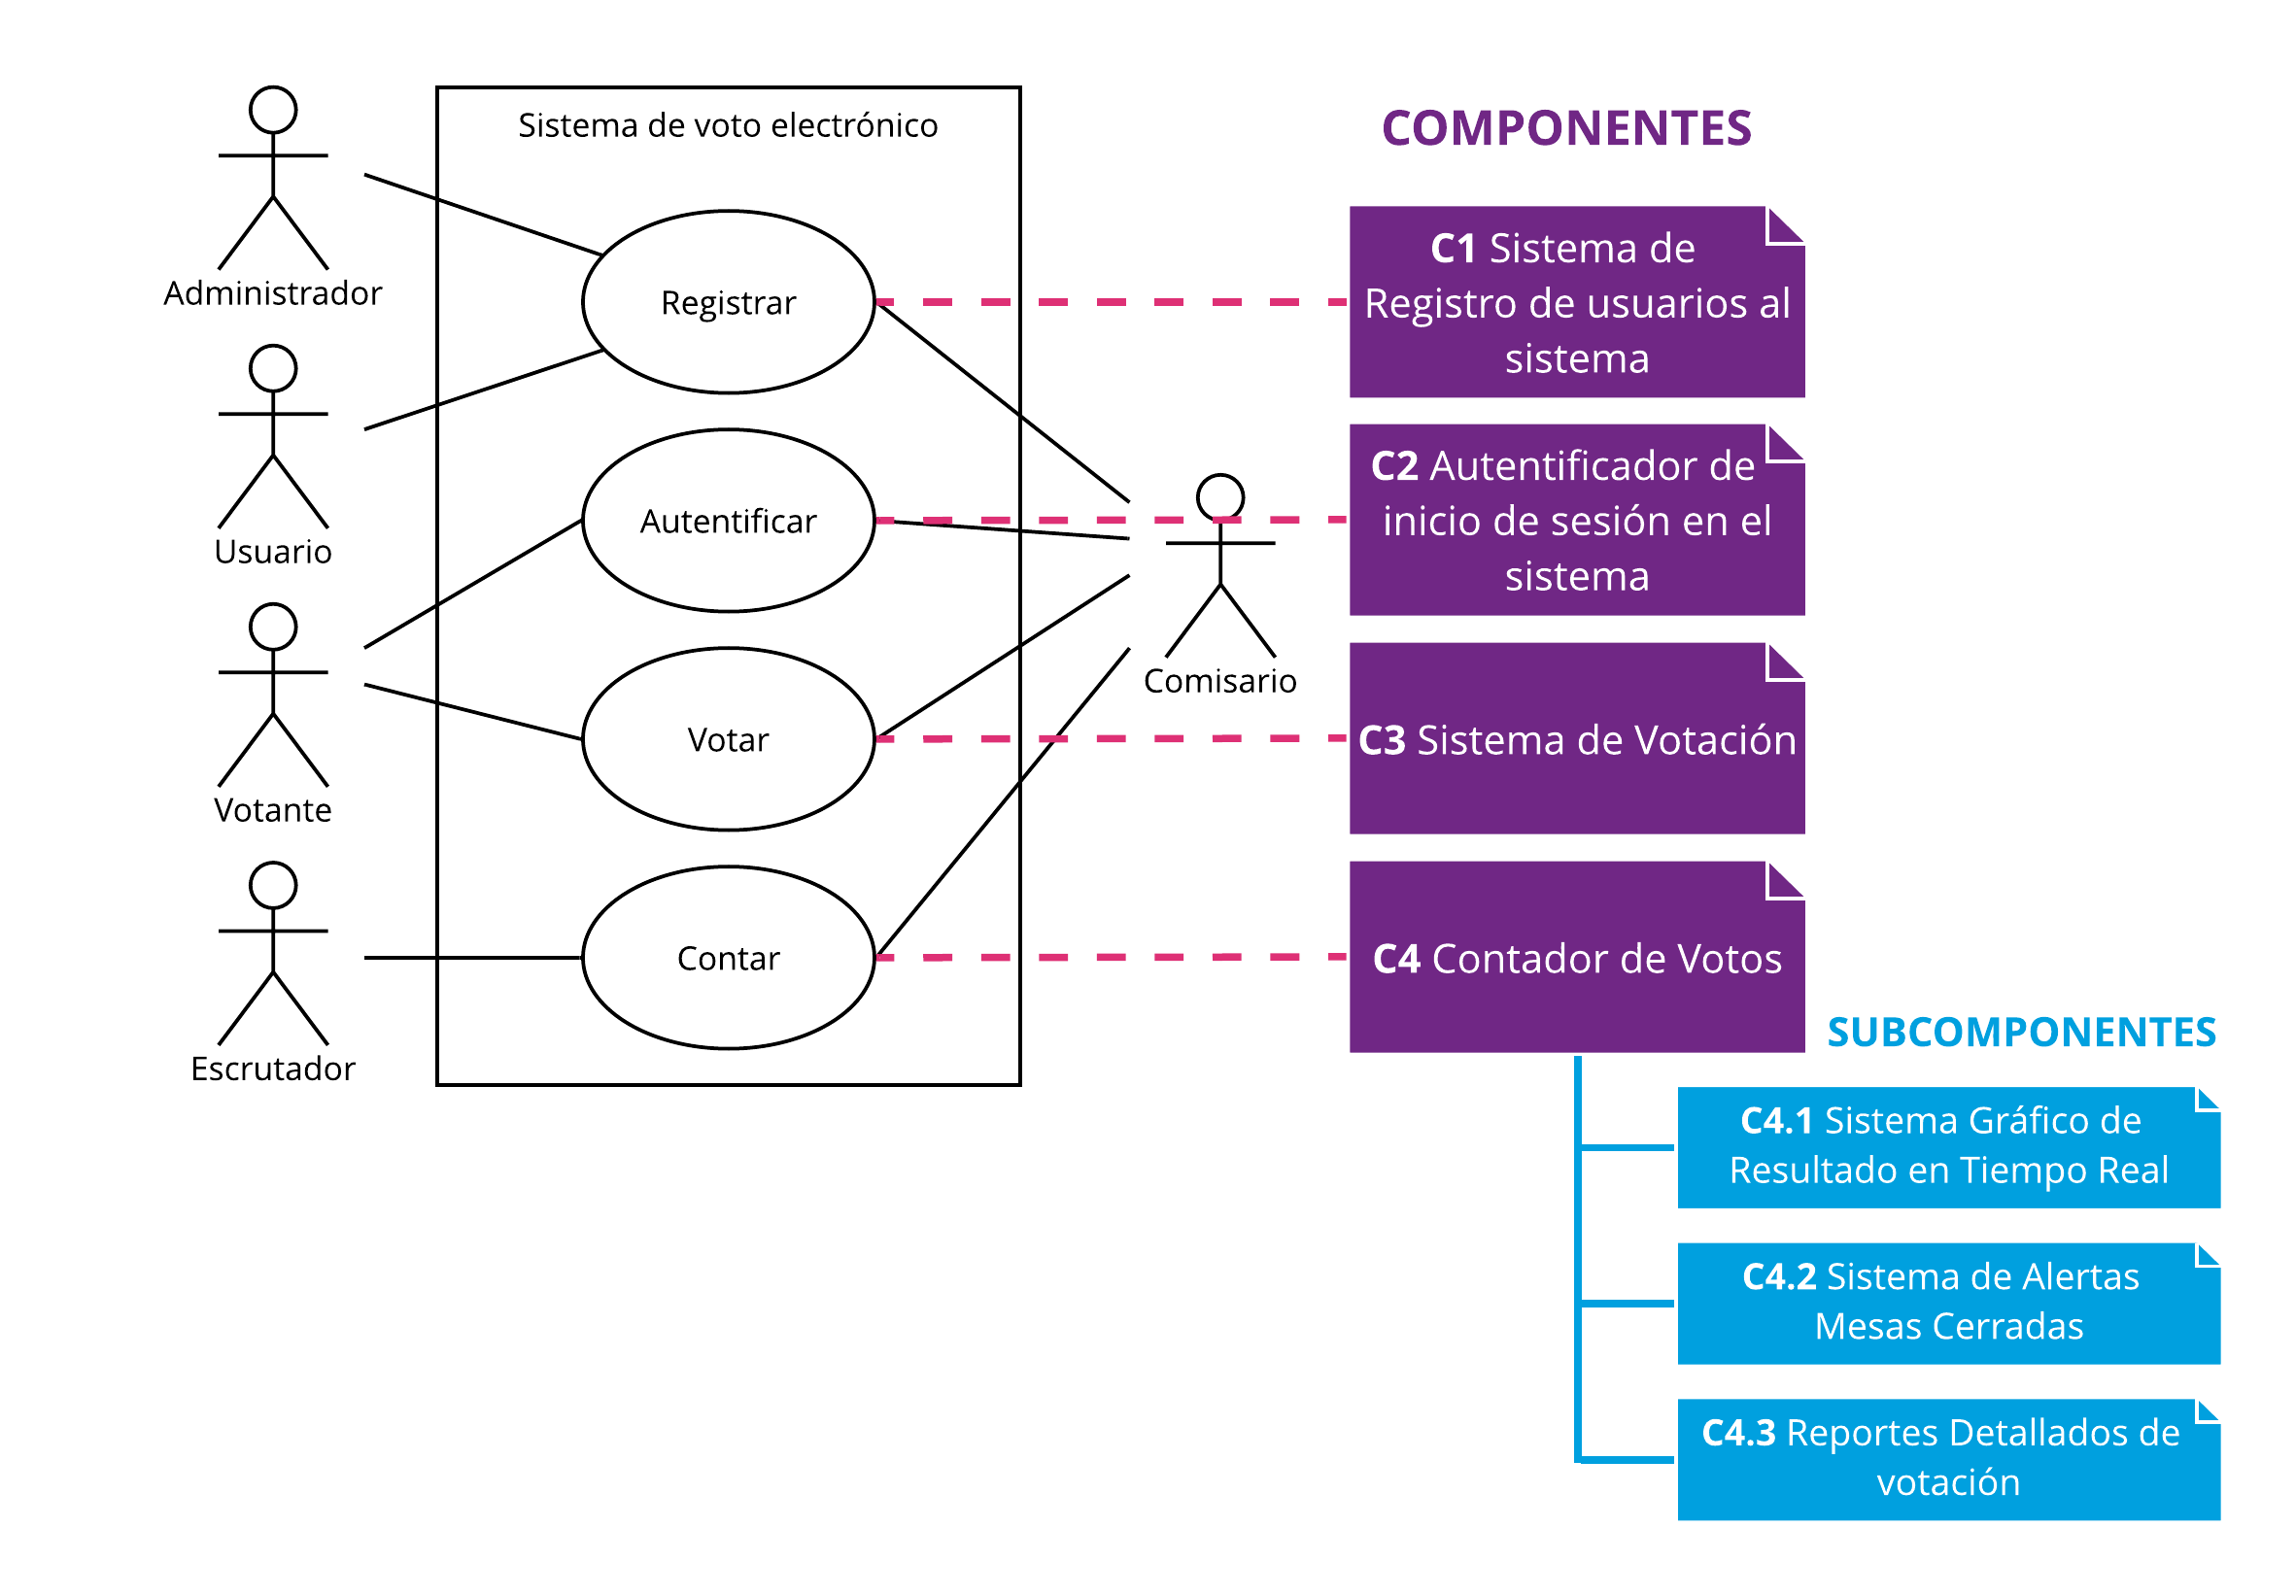 Sistema de voto electrónico
Administrador
Usuario
Votante
Escrutador
Registrar
Autentificar
Votar
Contar
Comisario
COMPONENTES
C1 Sistema de
Registro de usuarios al
sistema
C2 Autentificador de
inicio de sesión en el
sistema
C3 Sistema de Votación
C4 Contador de Votos
SUBCOMPONENTES
C4.1 Sistema Gráfico de
Resultado en Tiempo Real
C4.2 Sistema de Alertas
Mesas Cerradas
C4.3 Reportes Detallados de
votación